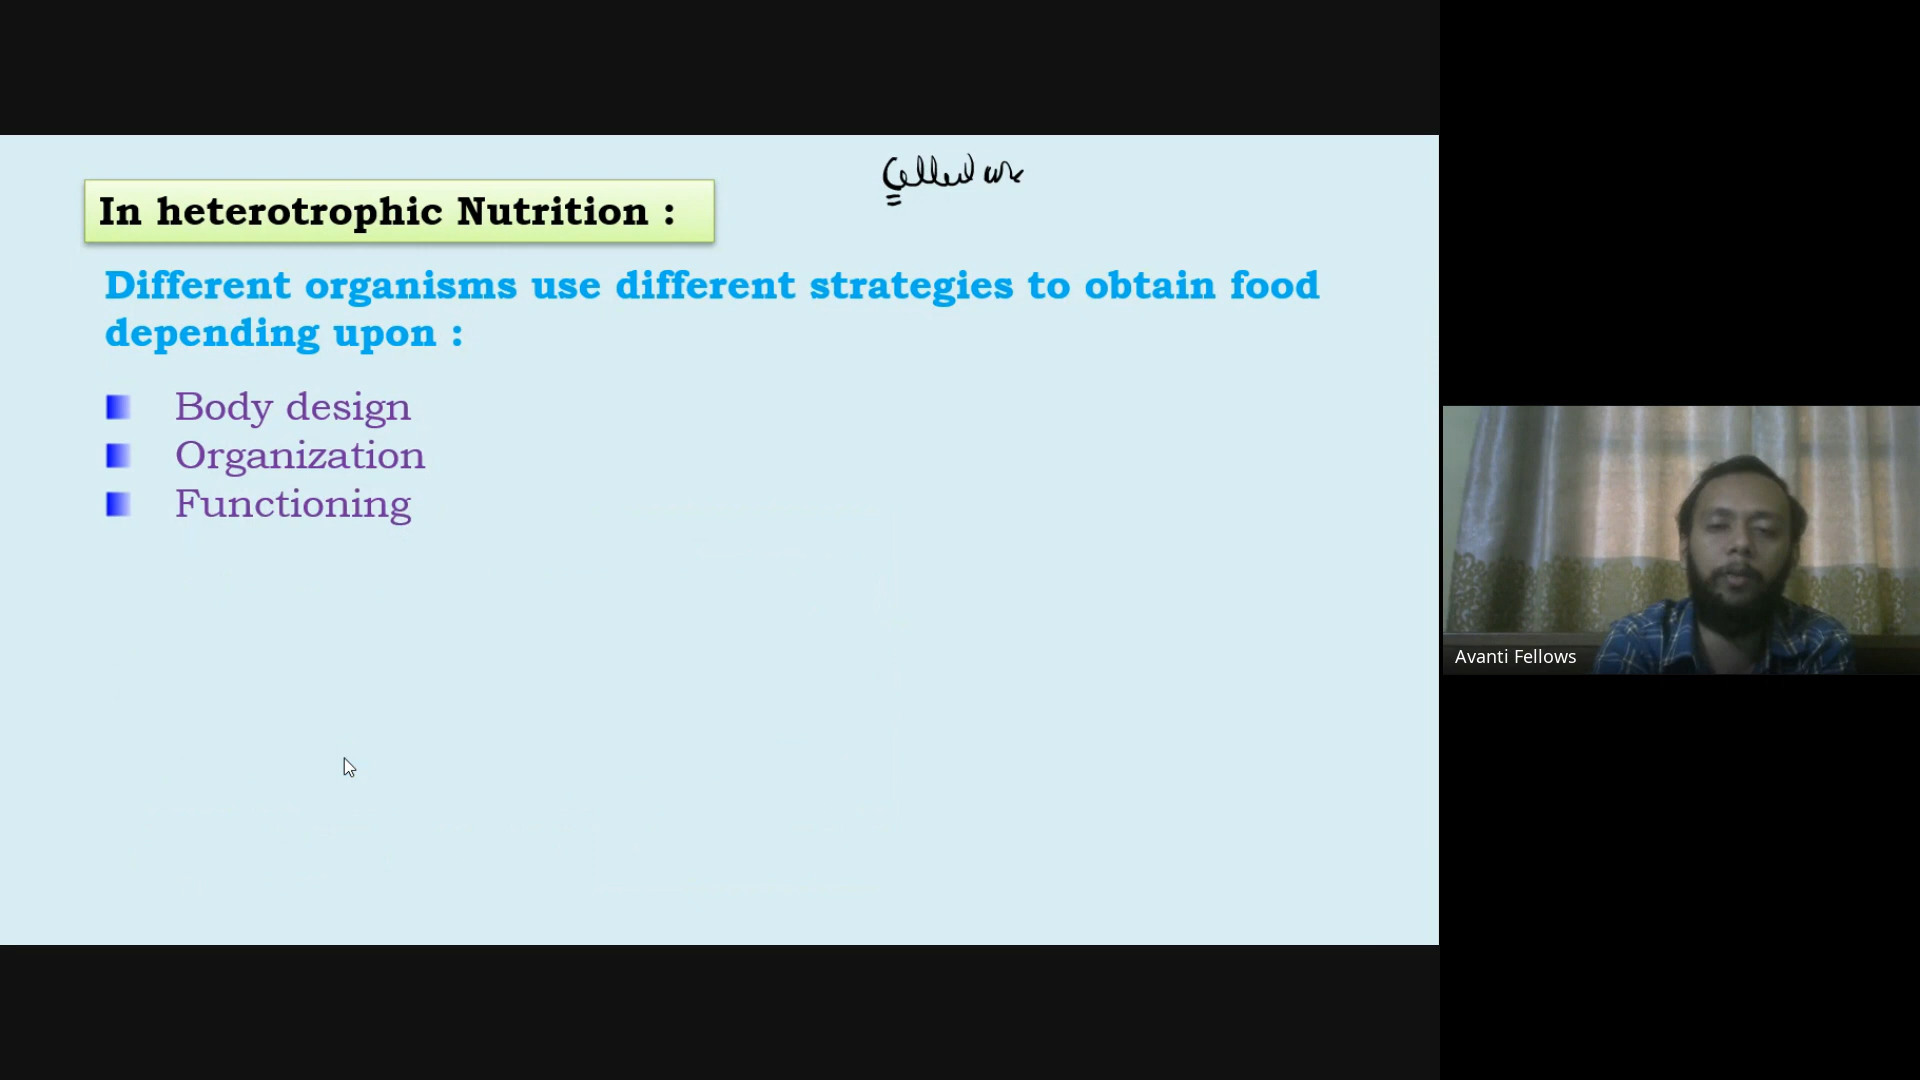 Cellular
In heterotrophic Nutrition :
Different organisms use different strategies to obtain food
depending upon :
Body design
Organization
Functioning
Avanti Fellows